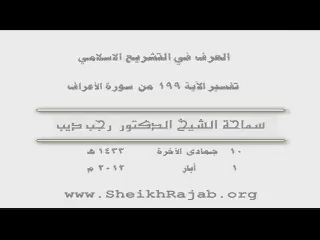 العرف في التشريع الاسلامي
تفسير الآية ١٩٩ من سورة الأعراف
سماحة الشيخ الدكتور رجب ديب
١٠ جمادى الآخرة ١٤٣٣ هـ
١ أيار ٢٠١٢ م
www.SheikhRajab.org